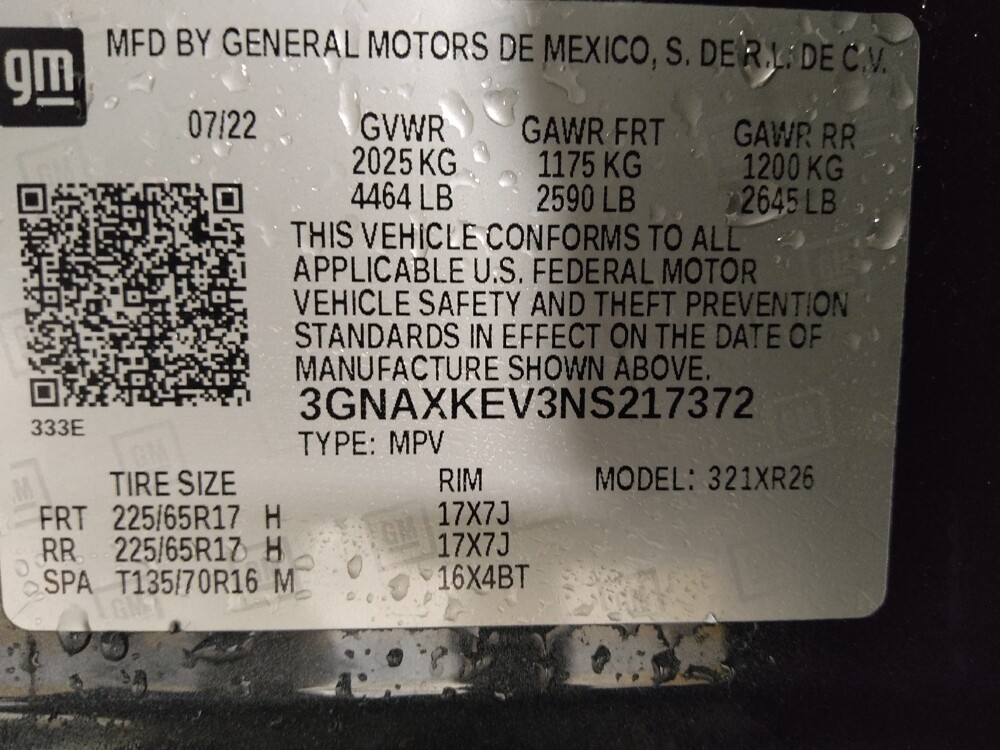 gm
MFD BY GENERAL MOTORS DE MEXICO, S. DE R.L. DE C.V.
07/22 GVWR GAWR FRT GAWR RR
2025 KG 1175 KG 1200 KG
4464 LB 2590 LB 2645 LB
THIS VEHICLE CONFORMS TO ALL
APPLICABLE U.S. FEDERAL MOTOR
VEHICLE SAFETY AND THEFT PREVENTION
STANDARDS IN EFFECT ON THE DATE OF
MANUFACTURE SHOWN ABOVE.
3GNAXKEV3NS217372
333E
TYPE: MPV
TIRE SIZE RIM MODEL: 321XR26
FRT 225/65R17 H 17X7J
RR 225/65R17 H 17X7J
SPA T135/70R16 M 16X4BT